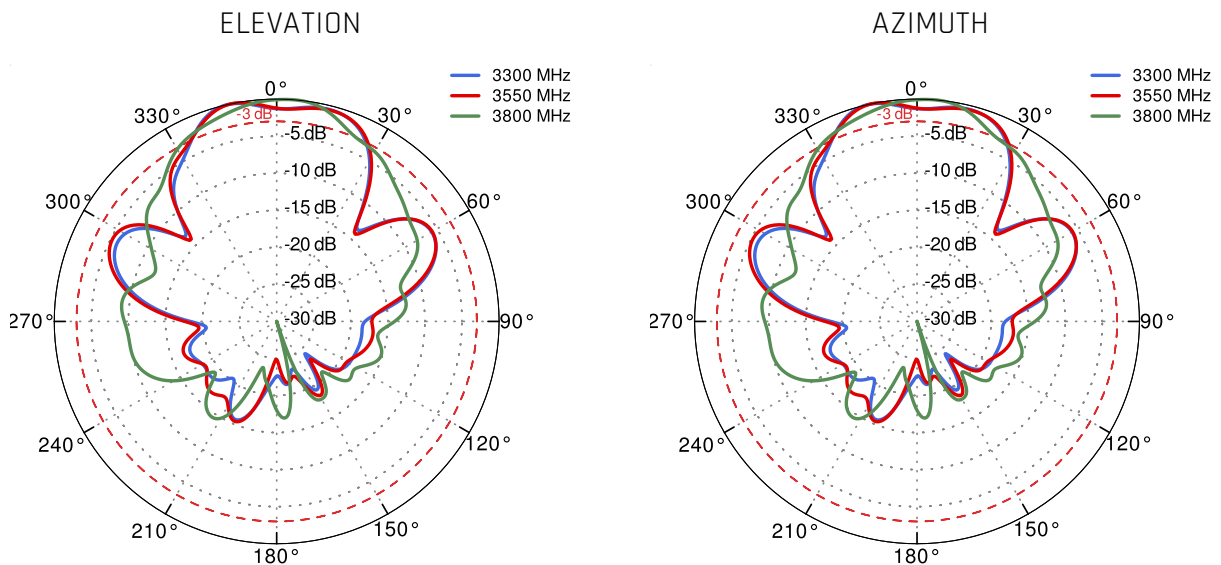 ELEVATION
3300 MHz
3550 MHz
3800 MHz
0°
30°
60°
90°
120°
150°
180°
210°
240°
270°
300°
330°
-3 dB
-5 dB
-10 dB
-15 dB
-20 dB
-25 dB
-30 dB
AZIMUTH
3300 MHz
3550 MHz
3800 MHz
0°
30°
60°
90°
120°
150°
180°
210°
240°
270°
300°
330°
-3 dB
-5 dB
-10 dB
-15 dB
-20 dB
-25 dB
-30 dB